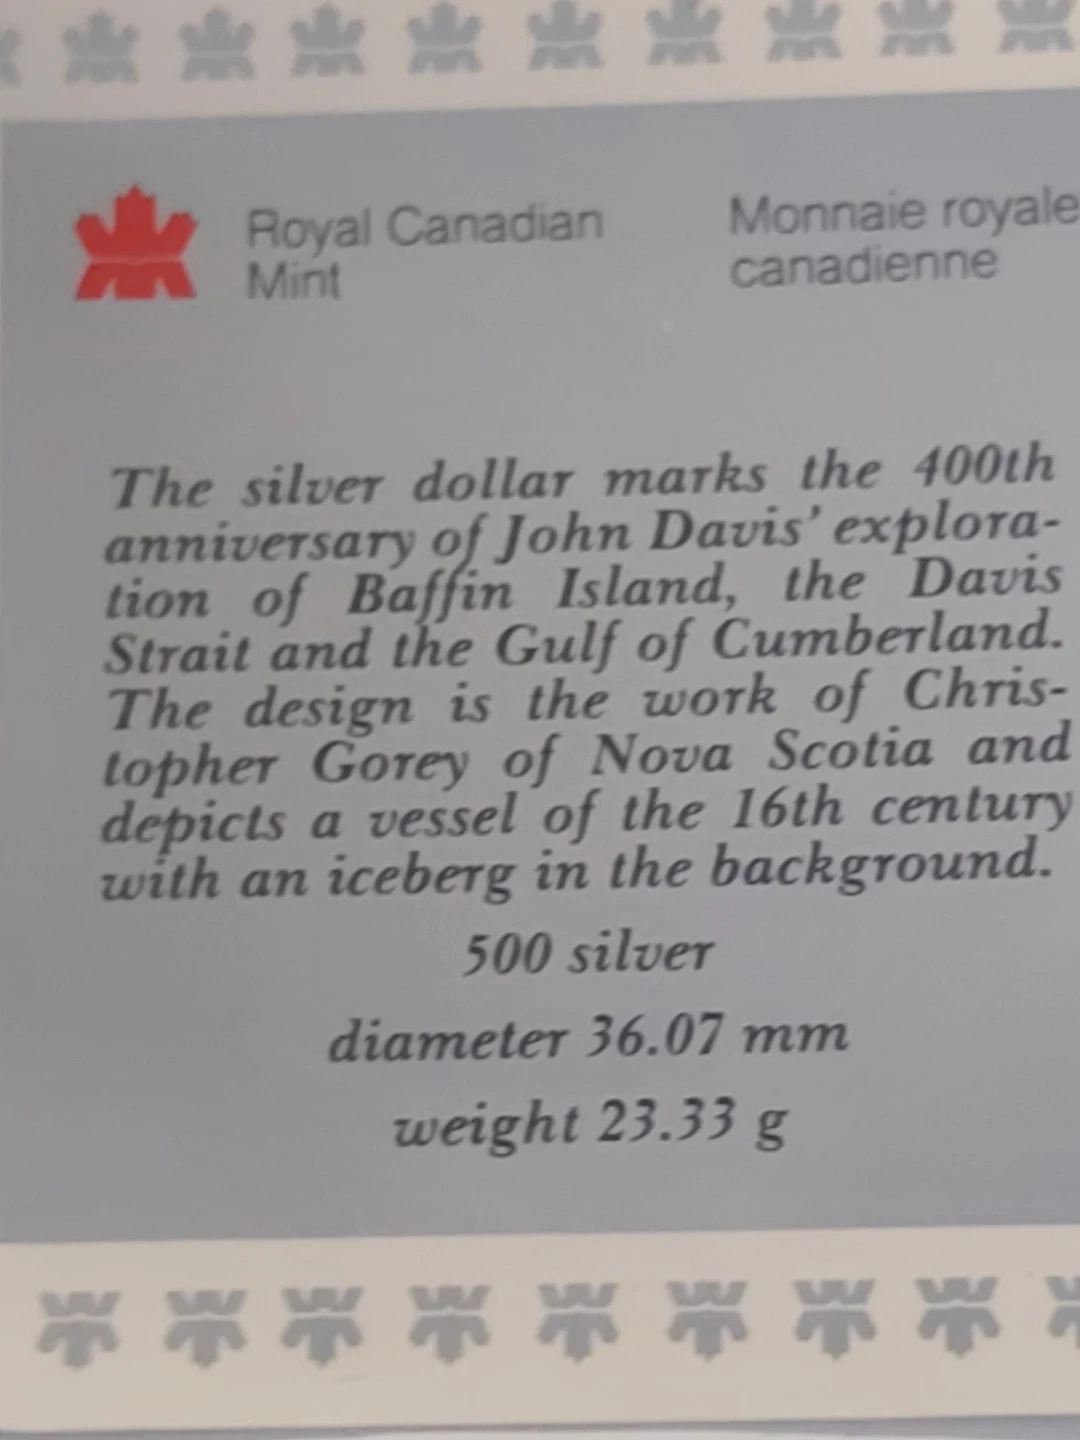 Royal Canadian
Mint
Monnaie royale
canadienne
The silver dollar marks the 400th
anniversary of John Davis' explora-
tion of Baffin Island, the Davis
Strait and the Gulf of Cumberland.
The design is the work of Chris-
topher Gorey of Nova Scotia and
depicts a vessel of the 16th century
with an iceberg in the background.
500 silver
diameter 36.07 mm
weight 23.33 g